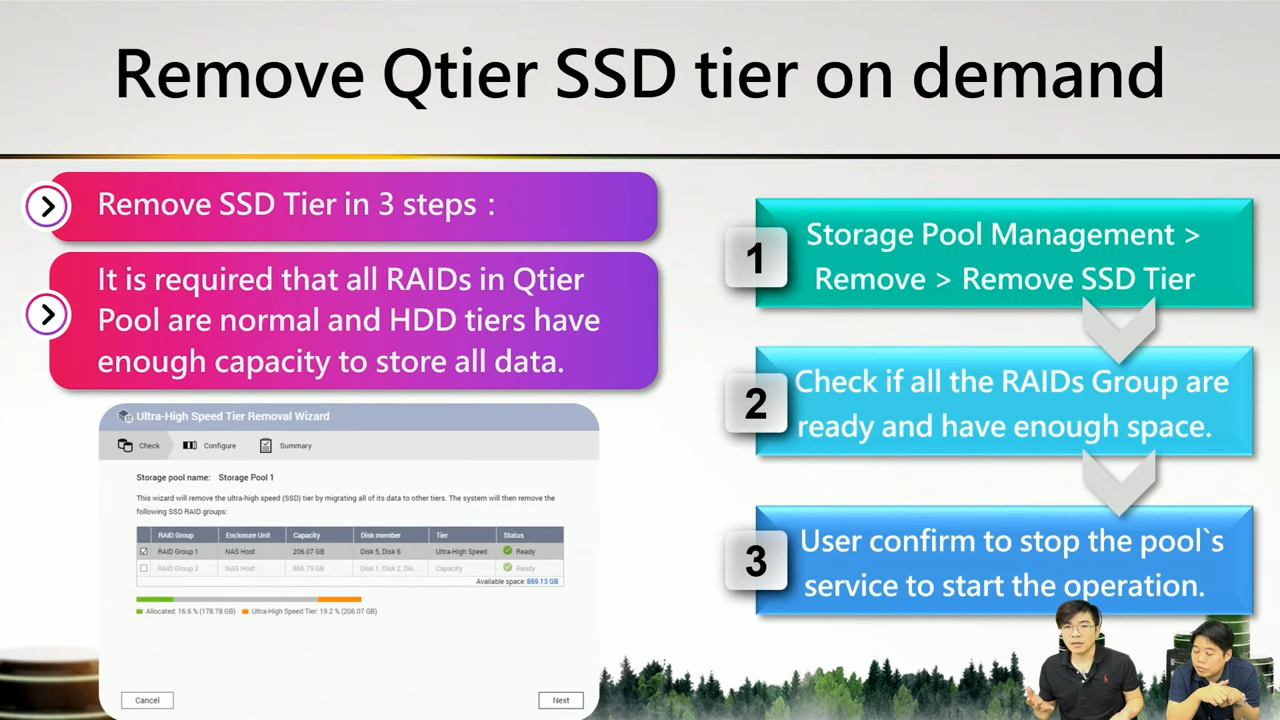 Remove Qtier SSD tier on demand
Remove SSD Tier in 3 steps：
It is required that all RAIDs in Qtier
Pool are normal and HDD tiers have
enough capacity to store all data.
1
Storage Pool Management >
Remove > Remove SSD Tier
2
Check if all the RAIDs Group are
ready and have enough space.
3
User confirm to stop the pool`s
service to start the operation.
Ultra-High Speed Tier Removal Wizard
Check Configure Summary
Storage pool name: Storage Pool 1
This wizard will remove the ultra-high speed (SSD) tier by migrating all of its data to other tiers. The system will then remove the
following SSD RAID groups:
RAID Group Enclosure Unit Capacity Disk member Tier Status
RAID Group 1 NAS Host 206.07 GB Disk 5, Disk 6 Ultra-High Speed Ready
RAID Group 2 NAS Host 865.79 GB Disk 1, Disk 2, Dis... Capacity Ready
Available space: 869.13 GB
Allocated: 16.6 % (178.78 GB) Ultra-High Speed Tier: 19.2 % (206.07 GB)
Cancel Next